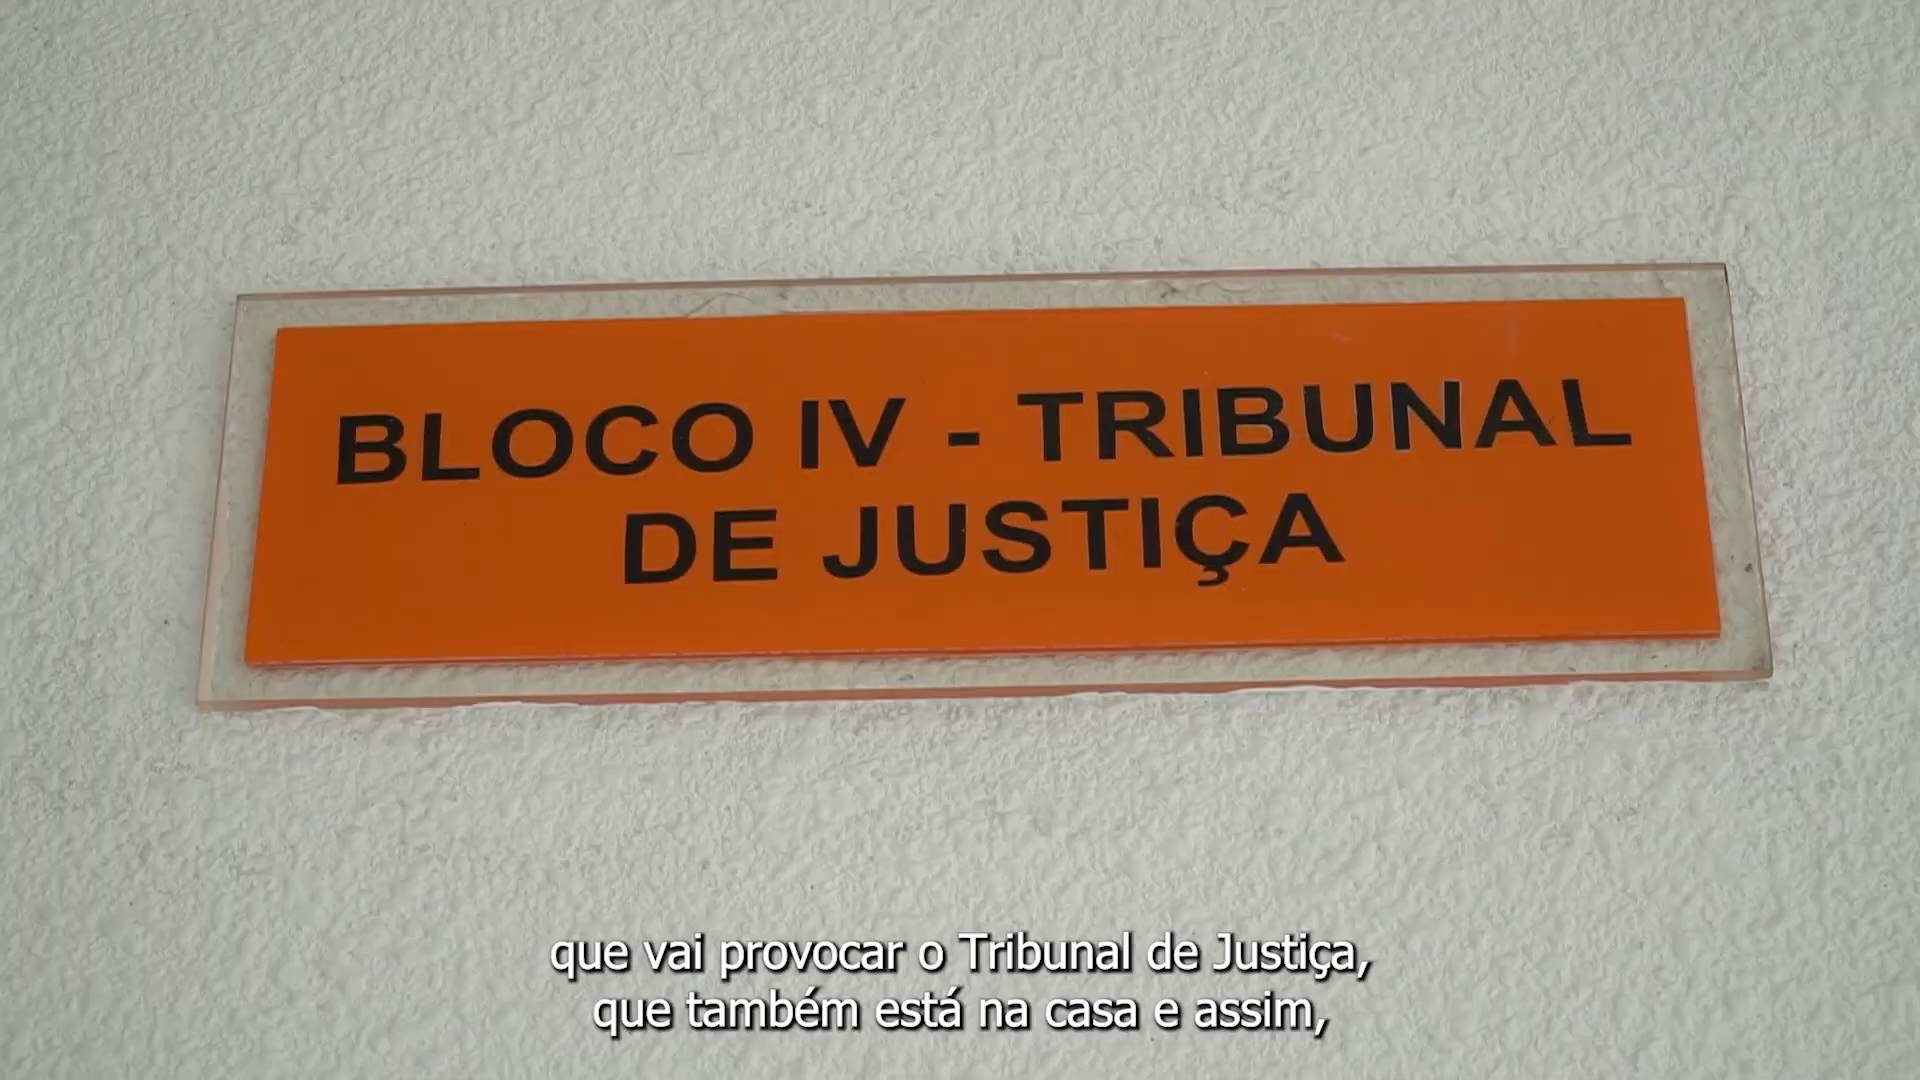 BLOCO IV - TRIBUNAL
DE JUSTIÇA
que vai provocar o Tribunal de Justiça,
que também está na casa e assim,